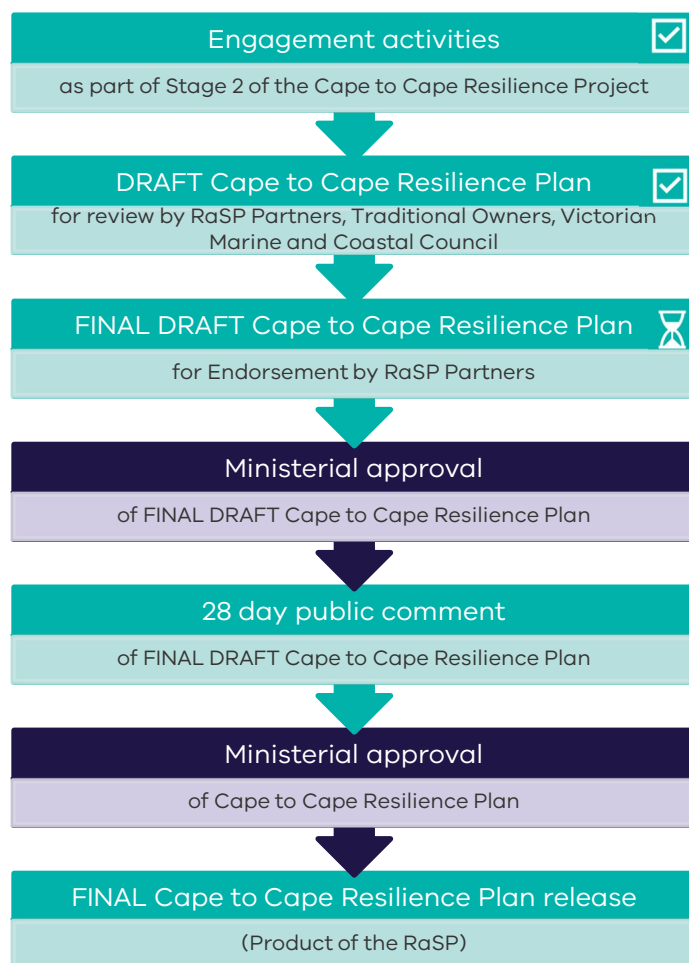 Engagement activities
as part of Stage 2 of the Cape to Cape Resilience Project
DRAFT Cape to Cape Resilience Plan
for review by RaSP Partners, Traditional Owners, Victorian
Marine and Coastal Council
FINAL DRAFT Cape to Cape Resilience Plan
for Endorsement by RaSP Partners
Ministerial approval
of FINAL DRAFT Cape to Cape Resilience Plan
28 day public comment
of FINAL DRAFT Cape to Cape Resilience Plan
Ministerial approval
of Cape to Cape Resilience Plan
FINAL Cape to Cape Resilience Plan release
(Product of the RaSP)